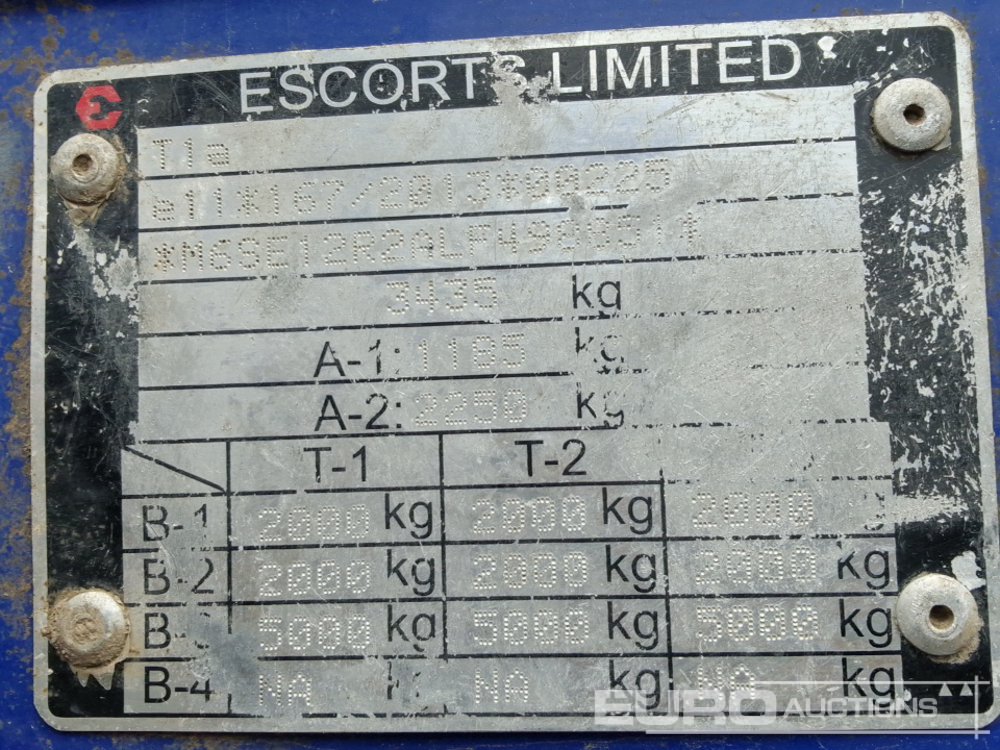 ESCORTS LIMITED
T1a
e11*167/2013*00225
3435 kg
A-1: 1185 kg
A-2: 2250 kg
T-1 T-2
B-1 2000 kg 2000 kg 2000
B-2 2000 kg 2000 kg 2000 kg
5000 kg 5000 kg 5000 kg
B-4 NA NA kg NA kg
EURO AUCTIONS